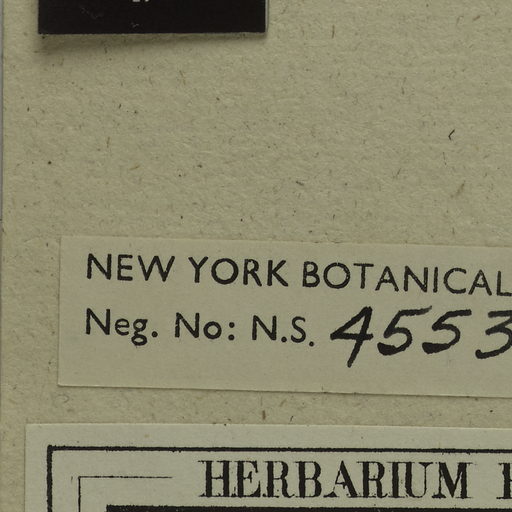 NEW YORK BOTANICAL
Neg. No: N.S. 4553
HERBARIUM